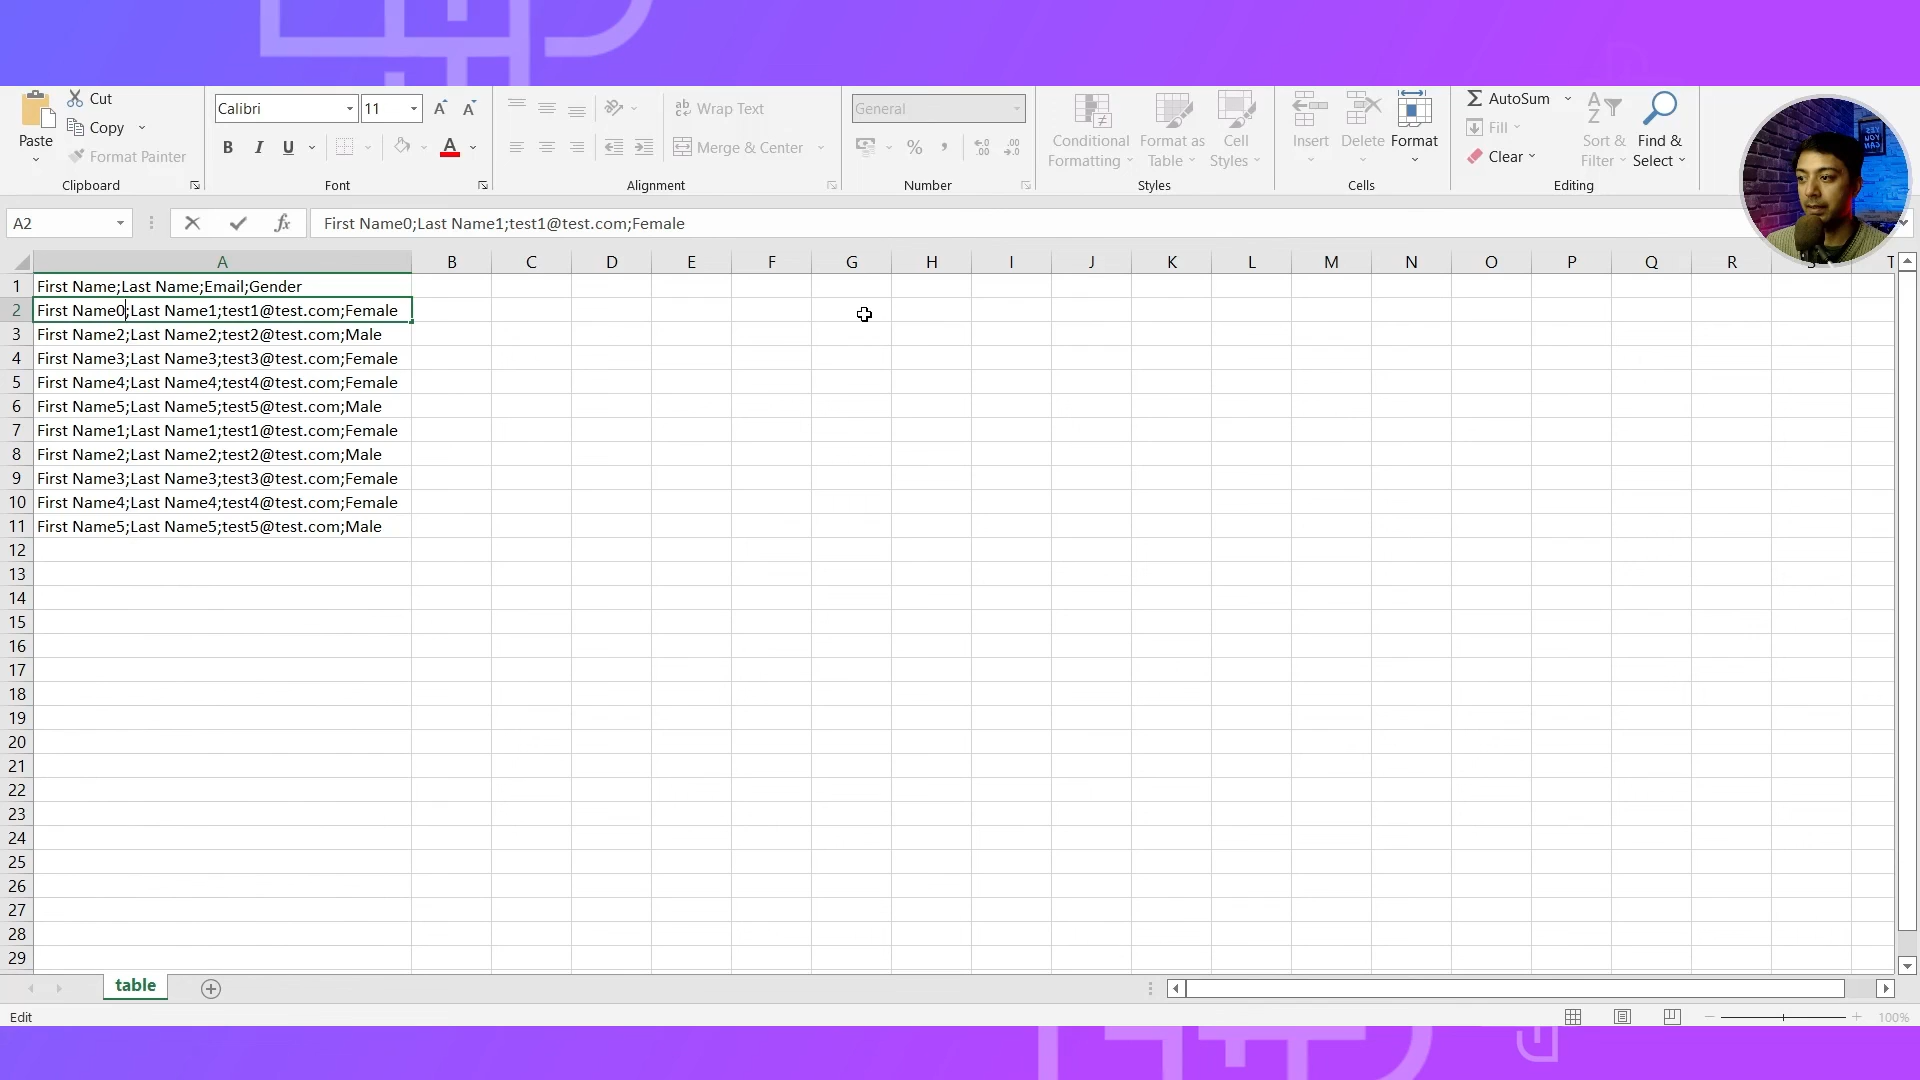 Cut
Copy
Format Painter
Paste
Clipboard
Calibri
11
A A
B I U A
Font
Wrap Text
Merge & Center
Alignment
General
% ,
Number
Conditional Formatting
Format as Table
Cell Styles
Styles
Insert
Delete
Format
Cells
AutoSum
Fill
Clear
Sort & Filter
Find & Select
Editing
YES YOU CAN
A2
fx
First Name0;Last Name1;test1@test.com;Female
A B C D E F G H I J K L M N O P Q R S T
1 First Name;Last Name;Email;Gender
2 First Name0;Last Name1;test1@test.com;Female
3 First Name2;Last Name2;test2@test.com;Male
4 First Name3;Last Name3;test3@test.com;Female
5 First Name4;Last Name4;test4@test.com;Female
6 First Name5;Last Name5;test5@test.com;Male
7 First Name1;Last Name1;test1@test.com;Female
8 First Name2;Last Name2;test2@test.com;Male
9 First Name3;Last Name3;test3@test.com;Female
10 First Name4;Last Name4;test4@test.com;Female
11 First Name5;Last Name5;test5@test.com;Male
12
13
14
15
16
17
18
19
20
21
22
23
24
25
26
27
28
29
table
Edit
100%